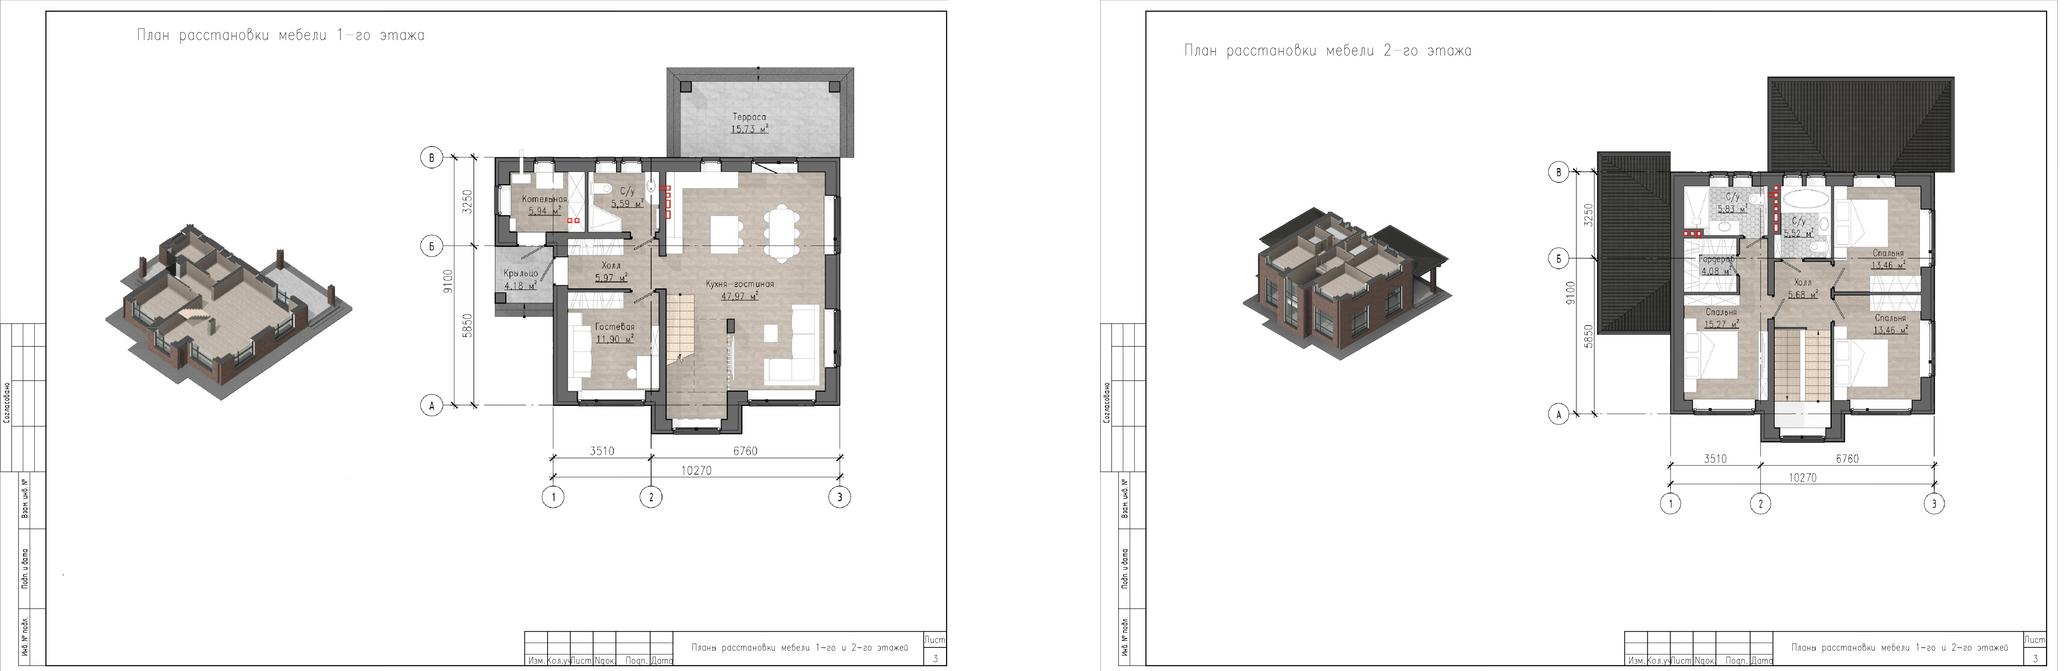 План расстановки мебели 1-го этажа
Терраса
15,73 м²
В
Б
А
3250
5850
9100
Котельная
5,94 м²
С/у
5,59 м²
Крыльцо
4,18 м²
Холл
5,97 м²
Кухня-гостиная
47,97 м²
Гостевая
11,90 м²
3510
6760
10270
1
2
3
Согласовано
Взам. инв. №
Подп. и дата
Инв. № подл.
Изм.
Кол.уч
Лист
Nдок.
Подп.
Дата
Планы расстановки мебели 1-го и 2-го этажей
Лист
3
План расстановки мебели 2-го этажа
В
Б
А
3250
5850
9100
С/у
5,83 м²
С/у
5,52 м²
Спальня
13,46 м²
Гардероб
4,08 м²
Холл
5,68 м²
Спальня
15,27 м²
Спальня
13,46 м²
3510
6760
10270
1
2
3
Согласовано
Взам. инв. №
Подп. и дата
Инв. № подл.
Изм.
Кол.уч
Лист
Nдок.
Подп.
Дата
Планы расстановки мебели 1-го и 2-го этажей
Лист
3